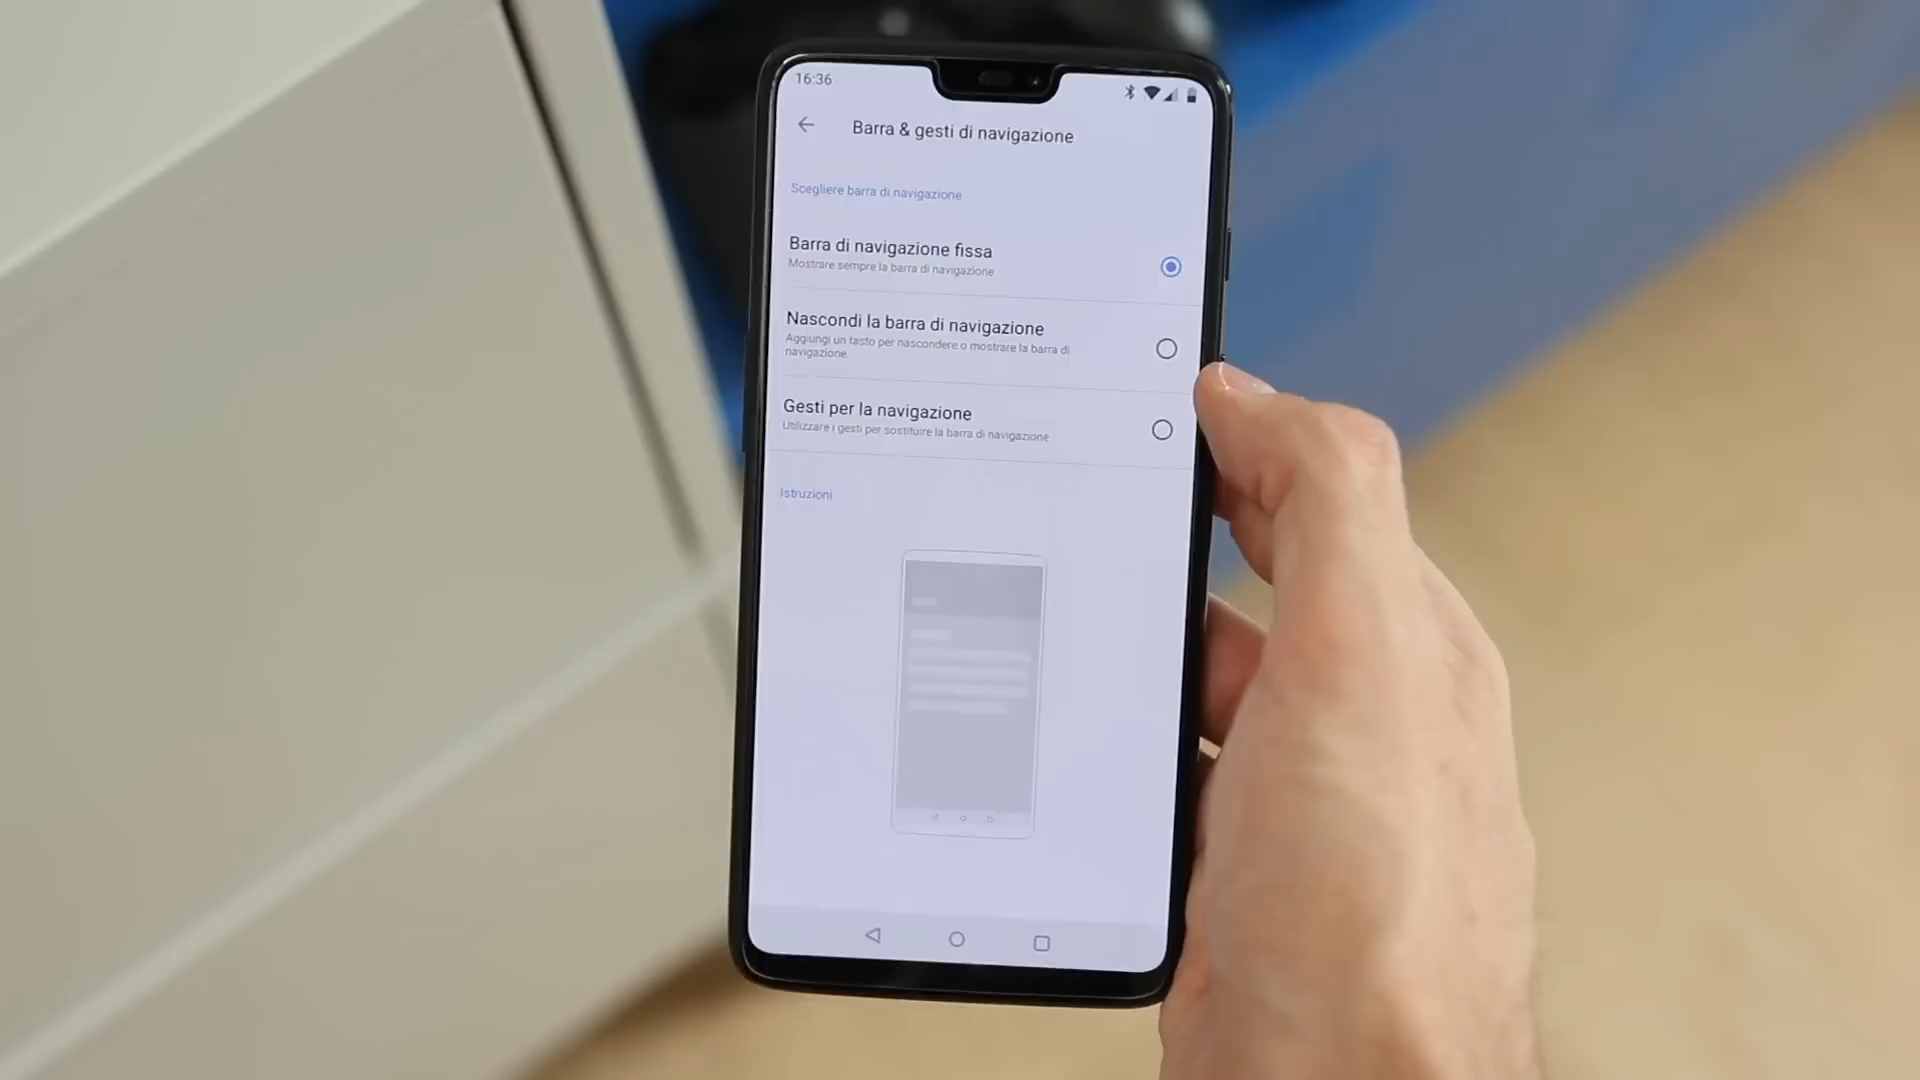 16:36
Barra & gesti di navigazione
Scegliere barra di navigazione
Barra di navigazione fissa
Mostrare sempre la barra di navigazione
Nascondi la barra di navigazione
Aggiungi un tasto per nascondere o mostrare la barra di
navigazione.
Gesti per la navigazione
Utilizzare i gesti per sostituire la barra di navigazione
Istruzioni